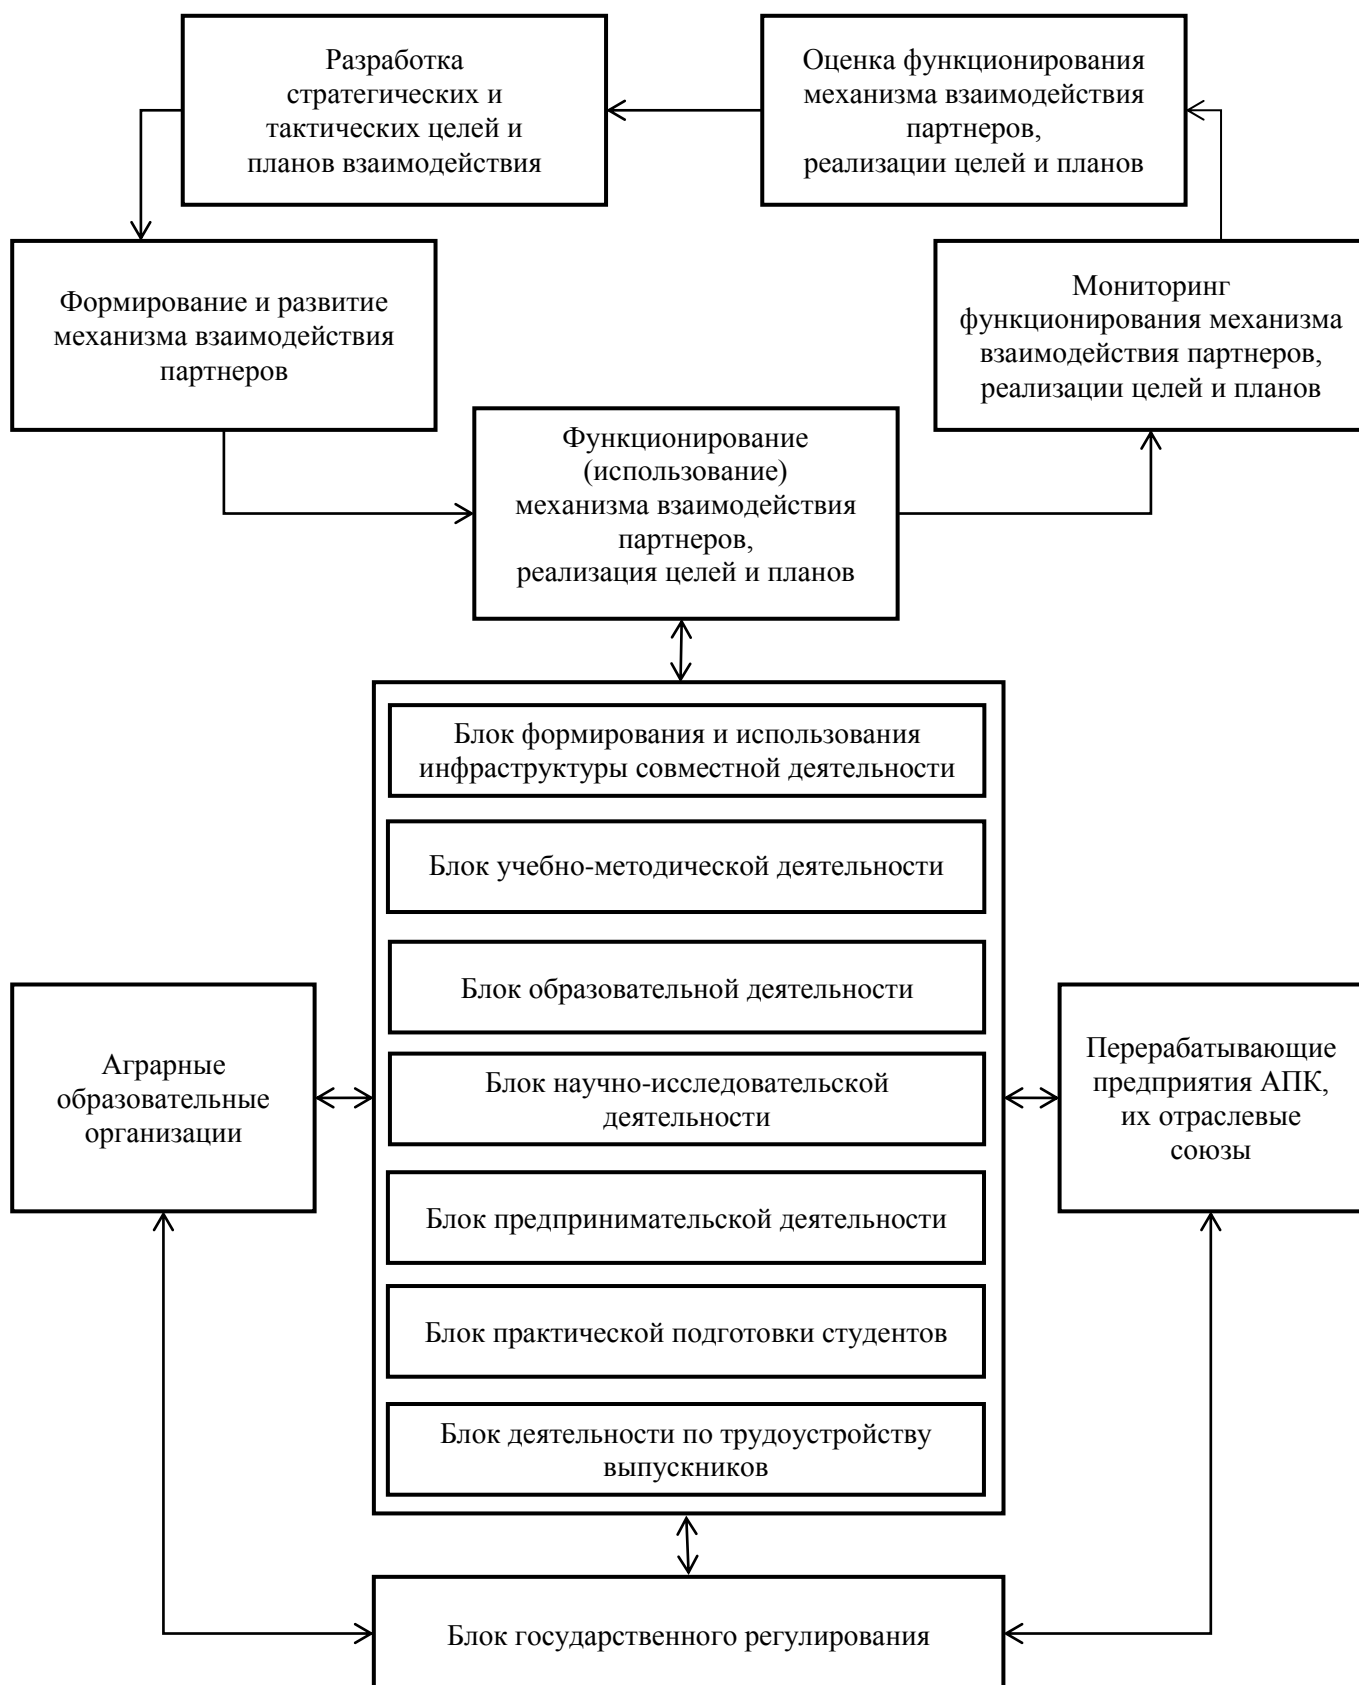 Разработка
стратегических и
тактических целей и
планов взаимодействия
Оценка функционирования
механизма взаимодействия
партнеров,
реализации целей и планов
Формирование и развитие
механизма взаимодействия
партнеров
Мониторинг
функционирования механизма
взаимодействия партнеров,
реализации целей и планов
Функционирование
(использование)
механизма взаимодействия
партнеров,
реализация целей и планов
Блок формирования и использования
инфраструктуры совместной деятельности
Блок учебно-методической деятельности
Блок образовательной деятельности
Аграрные
образовательные
организации
Блок научно-исследовательской
деятельности
Перерабатывающие
предприятия АПК,
их отраслевые
союзы
Блок предпринимательской деятельности
Блок практической подготовки студентов
Блок деятельности по трудоустройству
выпускников
Блок государственного регулирования